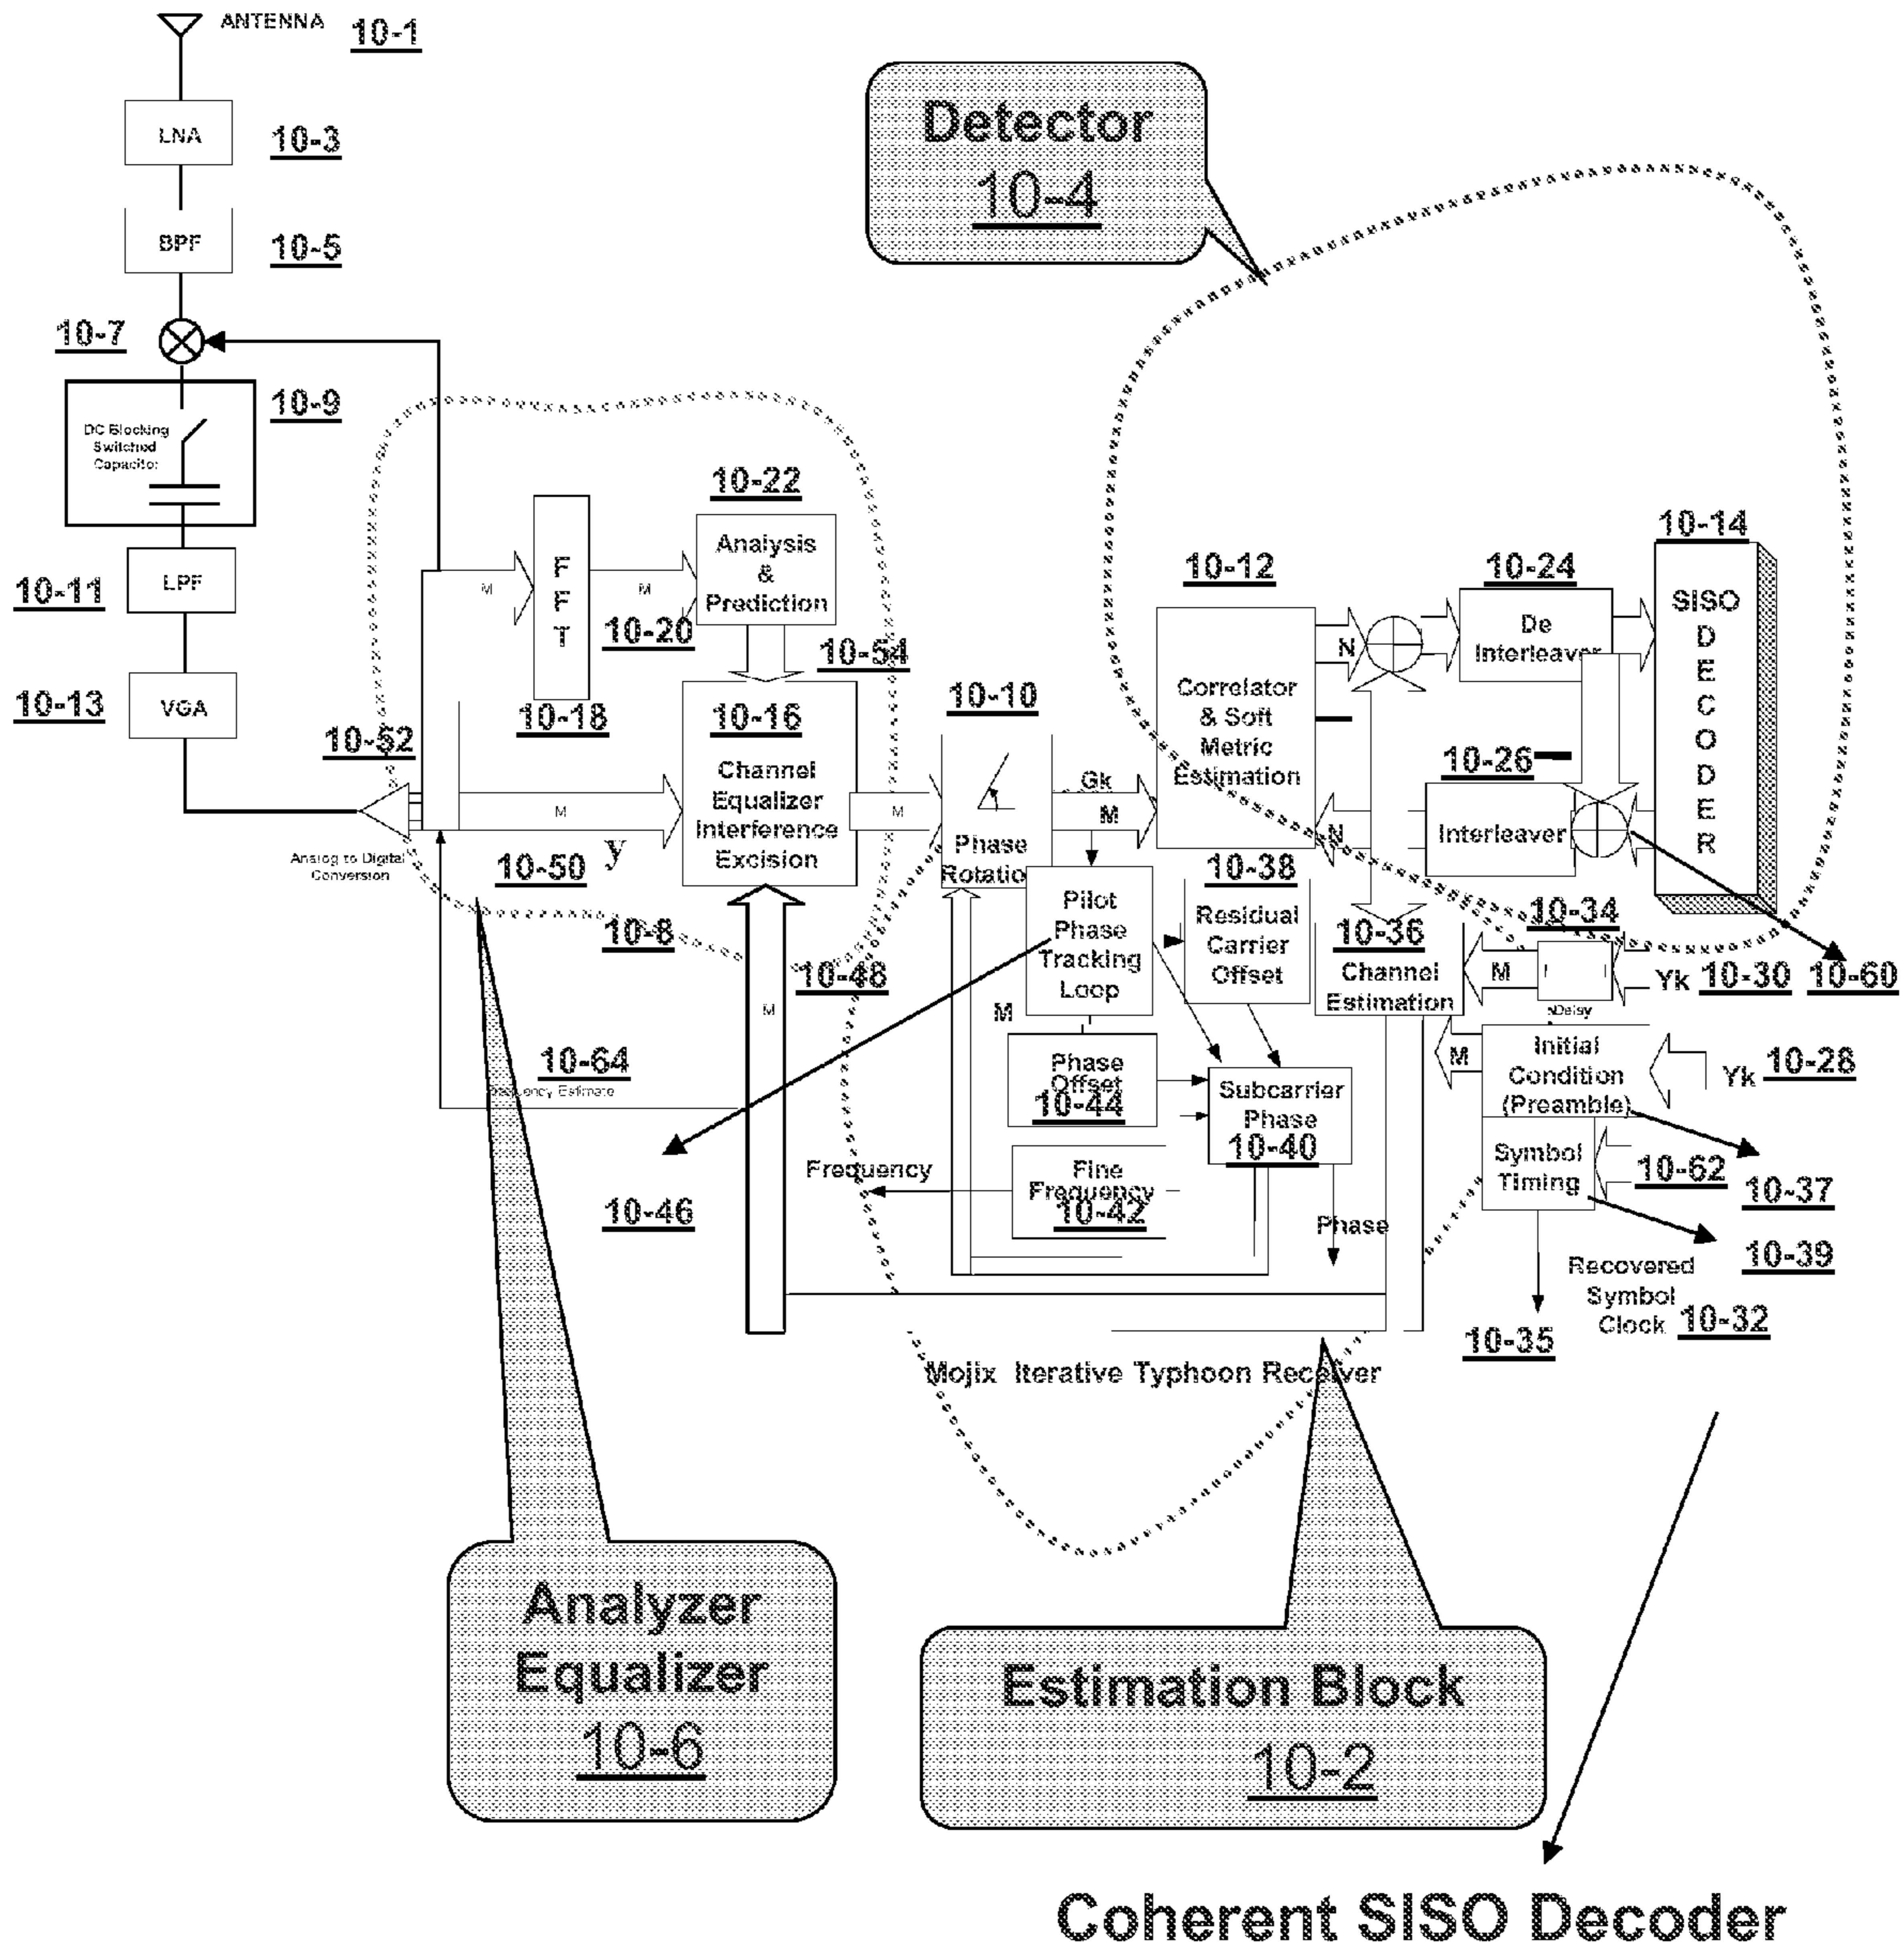 ANTENNA
10-1
LNA
10-3
BPF
10-5
10-7
10-9
DC Blocking
Switched
Capacitor
LPF
10-11
VGA
10-13
10-52
Analog to Digital
Conversion
Detector
10-4
10-22
Analysis
&
Prediction
M
F
F
T
M
10-20
10-54
10-18
10-16
Channel
Equalizer
Interference
Excision
M
y
10-50
10-8
10-48
M
M
10-64
Frequency Estimate
10-10
Phase
Rotation
Gk
M
10-12
Correlator
& Soft
Metric
Estimation
N
N
10-24
De
Interleaver
10-14
SISO
D
E
C
O
D
E
R
10-26
Interleaver
10-38
Residual
Carrier
Offset
Pilot
Phase
Tracking
Loop
M
10-36
Channel
Estimation
10-34
M
Delay
Yk
10-30
10-60
M
Initial
Condition
(Preamble)
Yk
10-28
Phase
Offset
10-44
Subcarrier
Phase
10-40
Symbol
Timing
10-62
10-37
10-39
Frequency
Fine
Frequency
10-42
10-46
Phase
Recovered
Symbol
Clock
10-32
10-35
Mojix Iterative Typhoon Receiver
Analyzer
Equalizer
10-6
Estimation Block
10-2
Coherent SISO Decoder